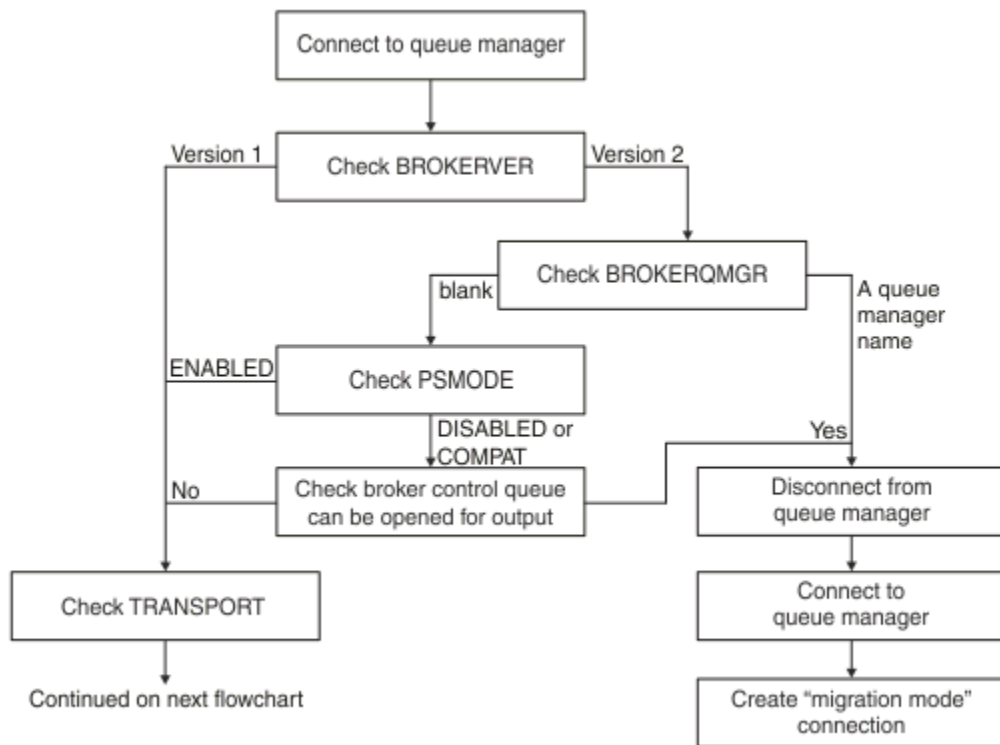 Connect to queue manager
Version 1
Check BROKERVER
Version 2
Check BROKERQMGR
blank
A queue
manager
name
ENABLED
Check PSMODE
DISABLED or
COMPAT
Yes
No
Check broker control queue
can be opened for output
Disconnect from
queue manager
Check TRANSPORT
Connect to
queue manager
Continued on next flowchart
Create “migration mode”
connection